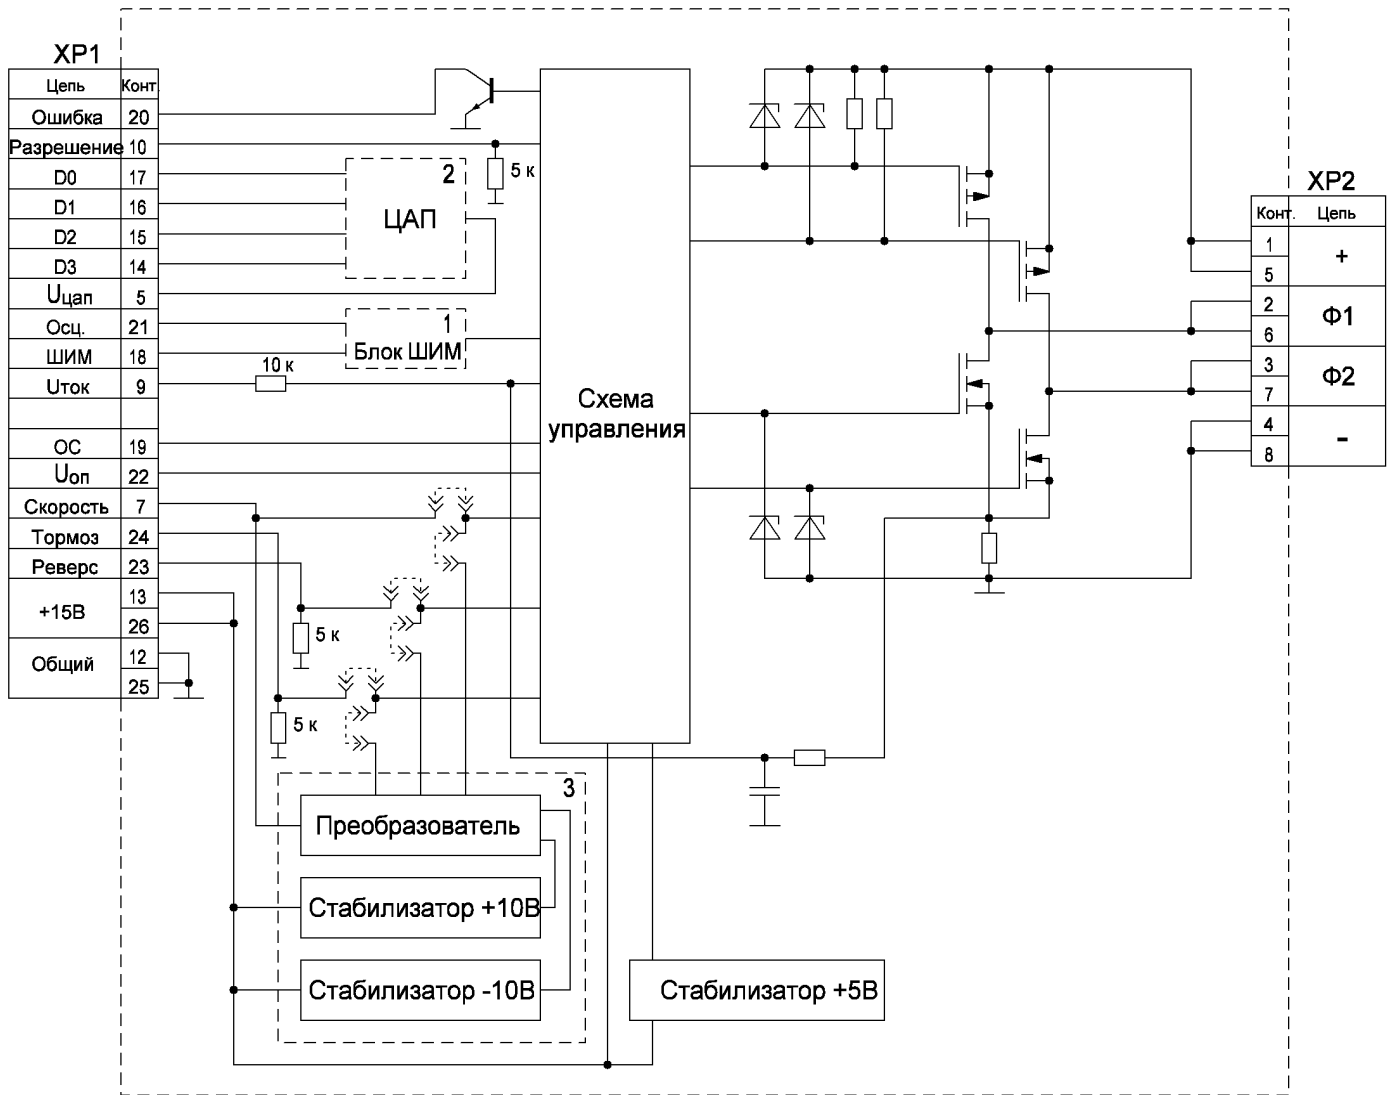 XP1
Цепь Конт.
Ошибка 20
Разрешение 10
D0 17
D1 16
D2 15
D3 14
Uцап 5
Осц. 21
ШИМ 18
Uток 9
ОС 19
Uоп 22
Скорость 7
Тормоз 24
Реверс 23
+15В
13
26
Общий
12
25
5 к
2
ЦАП
1
Блок ШИМ
10 к
5 к
5 к
Схема
управления
3
Преобразователь
Стабилизатор +10В
Стабилизатор -10В
Стабилизатор +5В
XP2
Конт. Цепь
1
5
+
2
6
Ф1
3
7
Ф2
4
8
-